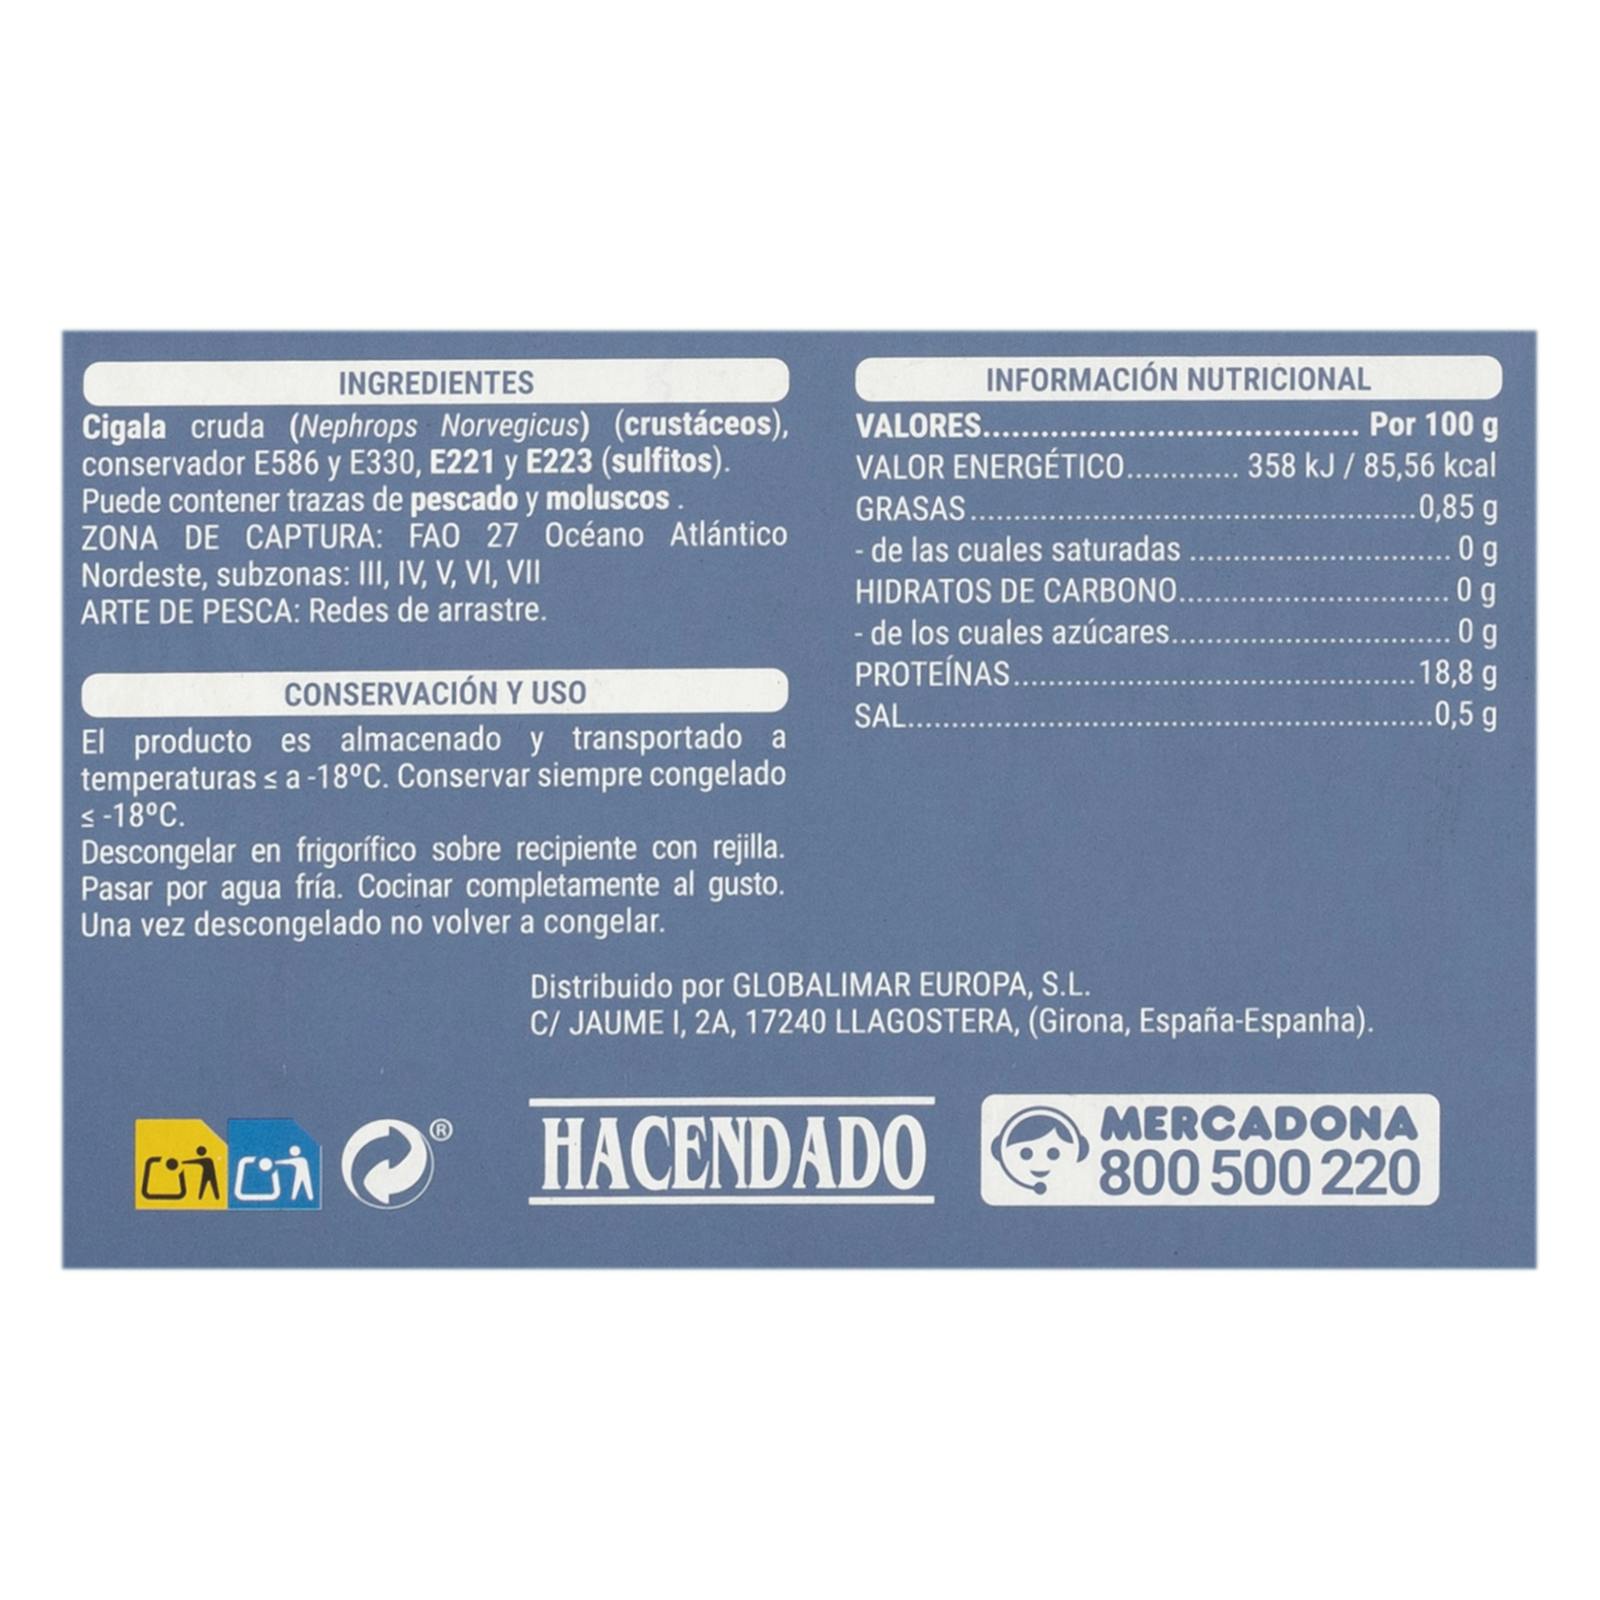 INGREDIENTES
Cigala cruda (Nephrops Norvegicus) (crustáceos),
conservador E586 y E330, E221 y E223 (sulfitos).
Puede contener trazas de pescado y moluscos .
ZONA DE CAPTURA: FAO 27 Océano Atlántico
Nordeste, subzonas: III, IV, V, VI, VII
ARTE DE PESCA: Redes de arrastre.
CONSERVACIÓN Y USO
El producto es almacenado y transportado a
temperaturas ≤ a -18ºC. Conservar siempre congelado
≤ -18ºC.
Descongelar en frigorífico sobre recipiente con rejilla.
Pasar por agua fría. Cocinar completamente al gusto.
Una vez descongelado no volver a congelar.
INFORMACIÓN NUTRICIONAL
VALORES.................................... Por 100 g
VALOR ENERGÉTICO............ 358 kJ / 85,56 kcal
GRASAS...........................................0,85 g
- de las cuales saturadas ......................... 0 g
HIDRATOS DE CARBONO......................... 0 g
- de los cuales azúcares.......................... 0 g
PROTEÍNAS.......................................18,8 g
SAL..................................................0,5 g
Distribuido por GLOBALIMAR EUROPA, S.L.
C/ JAUME I, 2A, 17240 LLAGOSTERA, (Girona, España-Espanha).
®
HACENDADO
MERCADONA
800 500 220